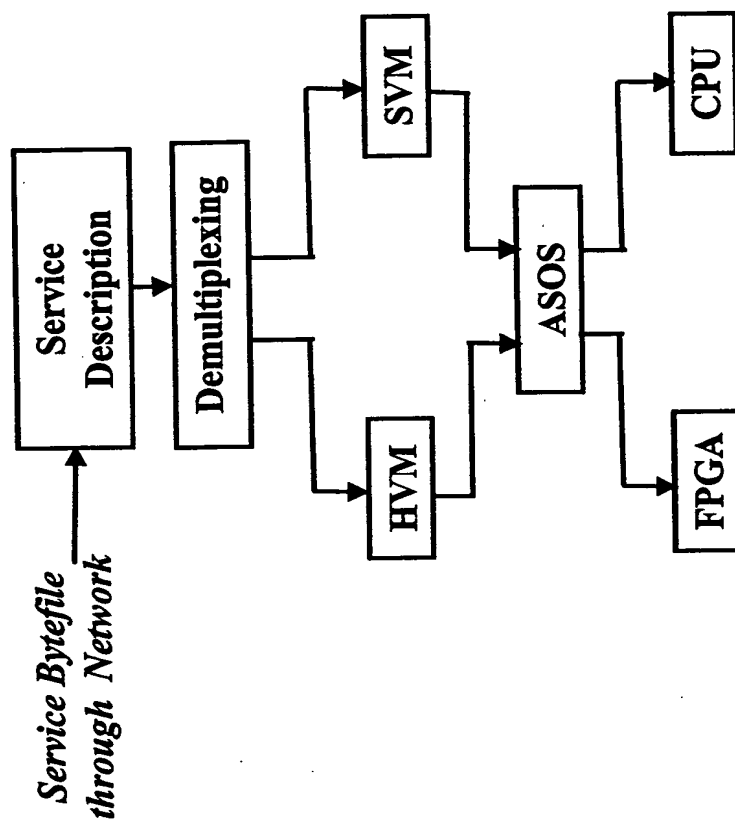 Service Bytefile
through Network
Service
Description
Demultiplexing
HVM
SVM
ASOS
FPGA
CPU